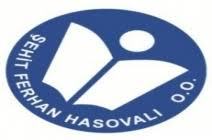 ŞEHİT FERHAN HASOVALI O.O.